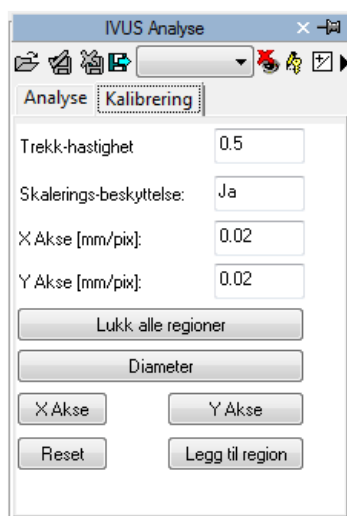 IVUS Analyse
Analyse Kalibrering
Trekk-hastighet 0.5
Skalerings-beskyttelse: Ja
X Akse [mm/pix]: 0.02
Y Akse [mm/pix]: 0.02
Lukk alle regioner
Diameter
X Akse Y Akse
Reset Legg til region